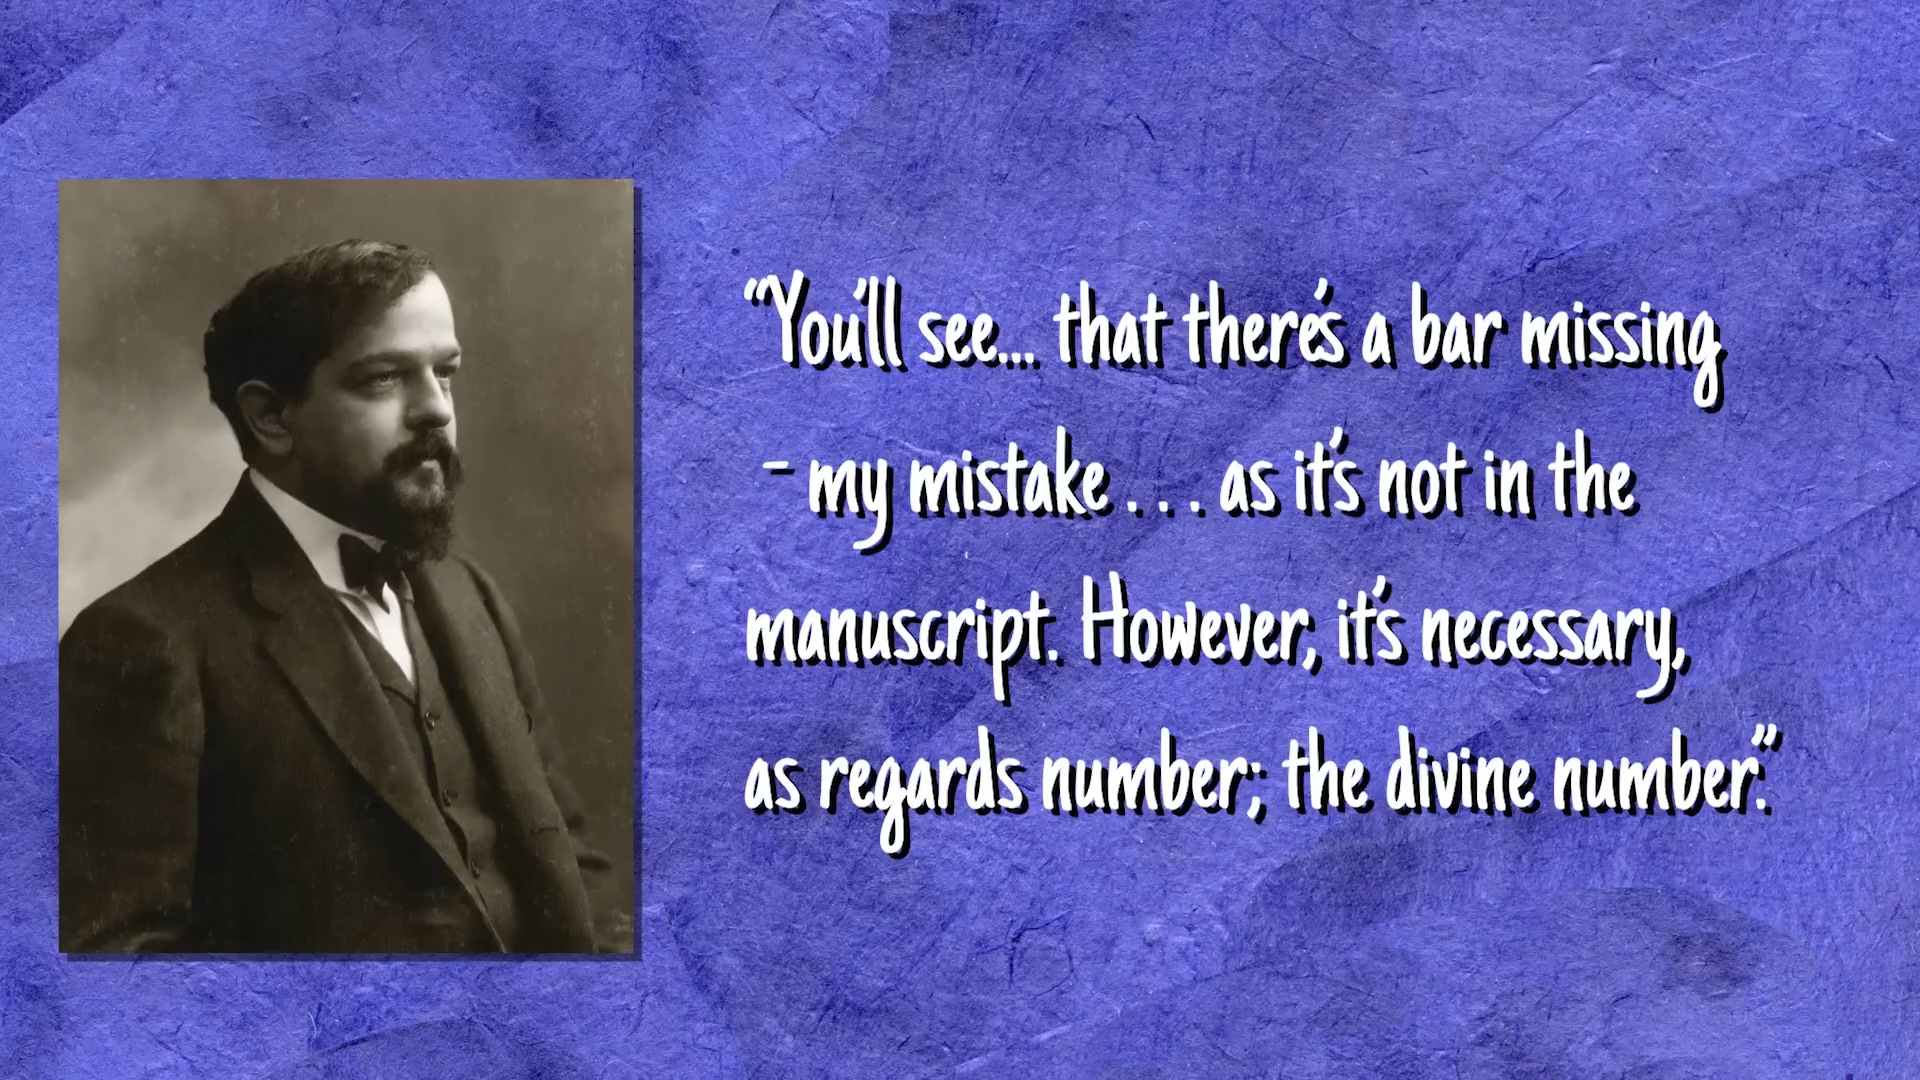 “You'll see... that there's a bar missing
- my mistake . . . as it's not in the
manuscript. However, it's necessary,
as regards number; the divine number.”